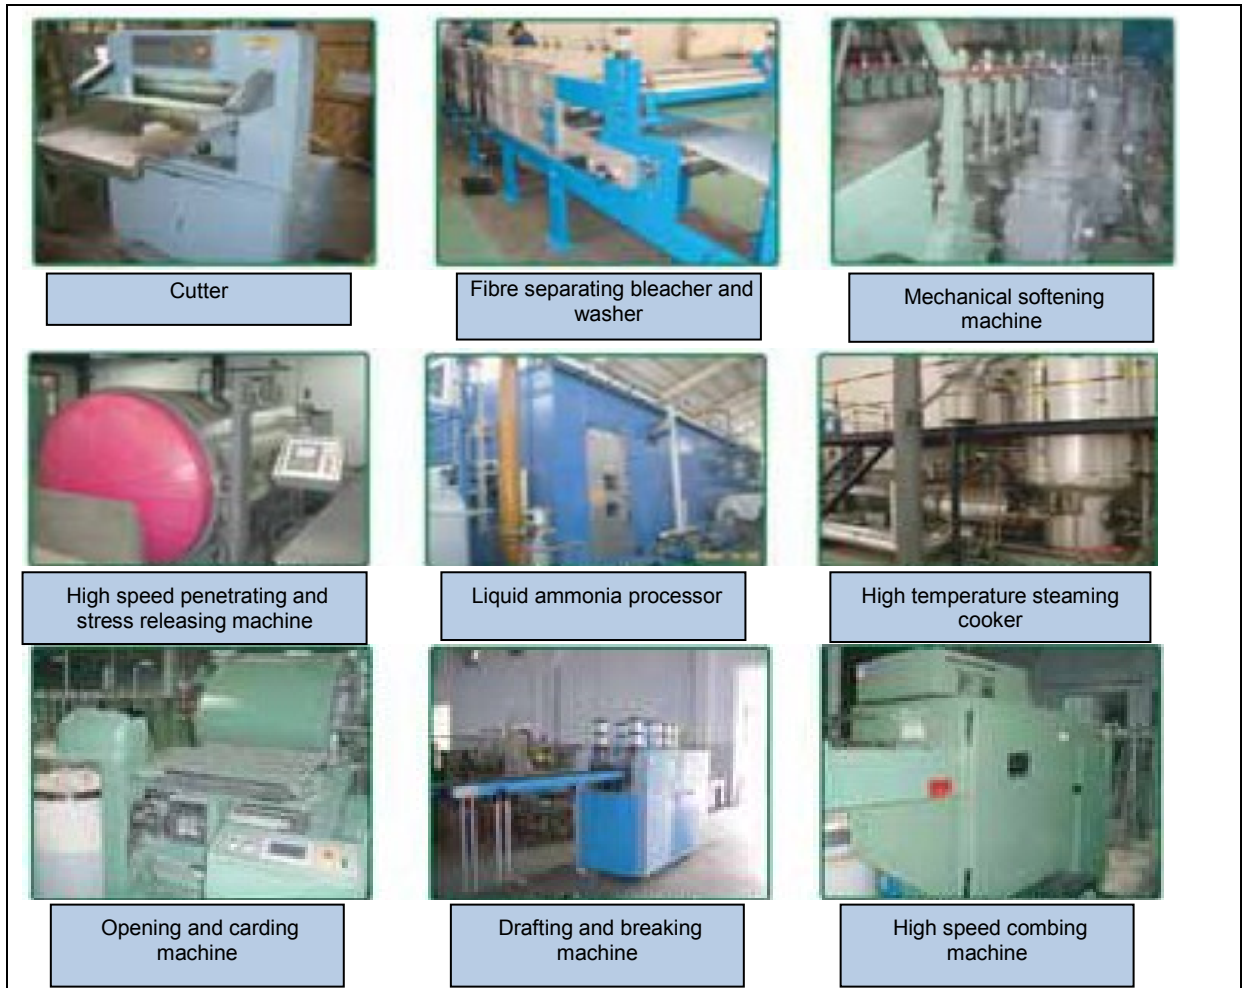 Cutter
Fibre separating bleacher and
washer
Mechanical softening
machine
High speed penetrating and
stress releasing machine
Liquid ammonia processor
High temperature steaming
cooker
Opening and carding
machine
Drafting and breaking
machine
High speed combing
machine